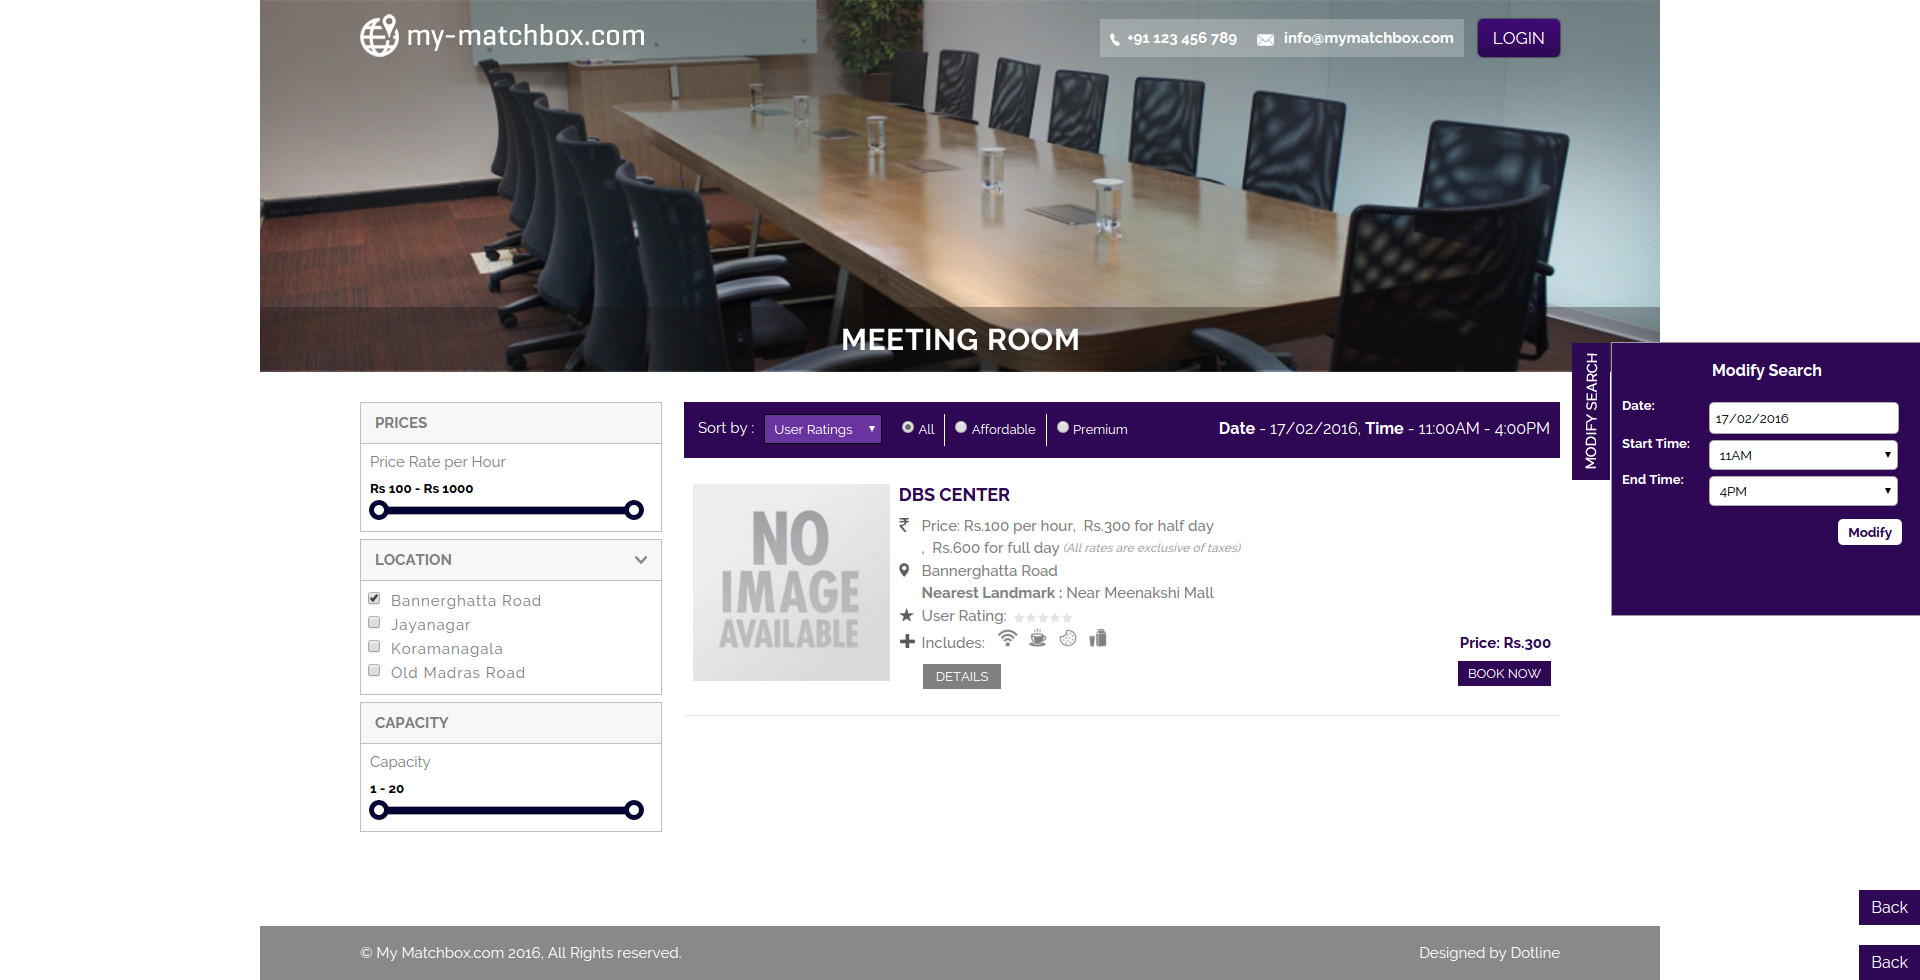 my-matchbox.com
+91 123 456 789
info@mymatchbox.com
LOGIN
MEETING ROOM
MODIFY SEARCH
Modify Search
Date:
17/02/2016
Start Time:
11AM
End Time:
4PM
Modify
PRICES
Price Rate per Hour
Rs 100 - Rs 1000
LOCATION
Bannerghatta Road
Jayanagar
Koramanagala
Old Madras Road
CAPACITY
Capacity
1 - 20
Sort by :
User Ratings
All
Affordable
Premium
Date - 17/02/2016, Time - 11:00AM - 4:00PM
NO
IMAGE
AVAILABLE
DBS CENTER
Price: Rs.100 per hour, Rs.300 for half day
, Rs.600 for full day (All rates are exclusive of taxes)
Bannerghatta Road
Nearest Landmark : Near Meenakshi Mall
User Rating:
Includes:
DETAILS
Price: Rs.300
BOOK NOW
Back
© My Matchbox.com 2016, All Rights reserved.
Designed by Dotline
Back